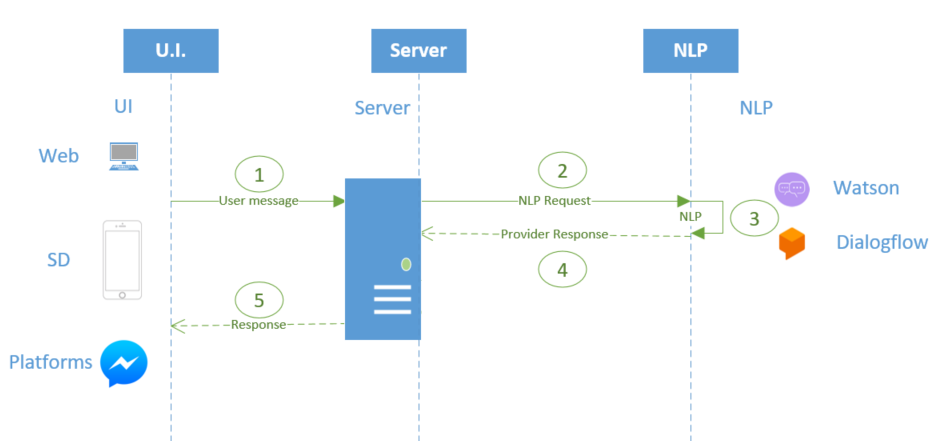 U.I.
Server
NLP
UI
Server
NLP
Web
1
2
Watson
User message
NLP Request
NLP
3
Provider Response
Dialogflow
SD
4
5
Response
Platforms